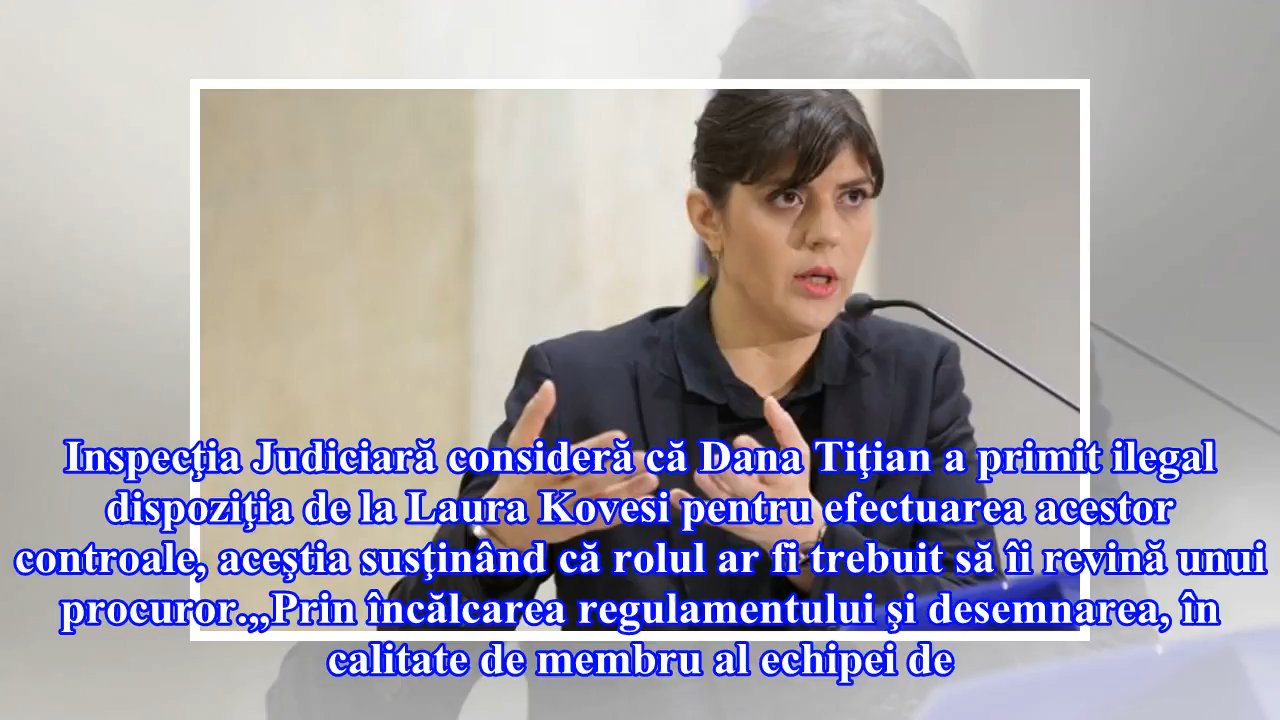 Inspecţia Judiciară consideră că Dana Tiţian a primit ilegal
dispoziţia de la Laura Kovesi pentru efectuarea acestor
controale, aceştia susţinând că rolul ar fi trebuit să îi revină unui
procuror.,,Prin încălcarea regulamentului şi desemnarea, în
calitate de membru al echipei de